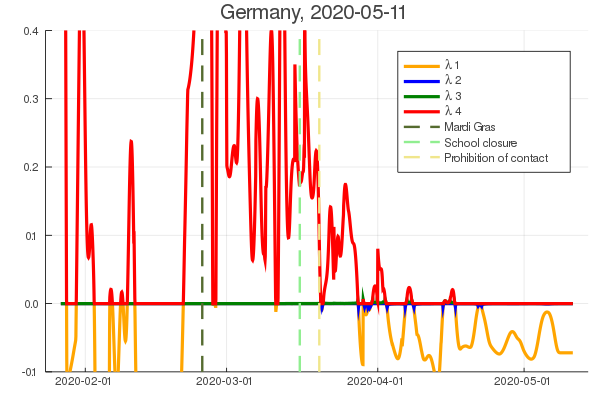 Germany, 2020-05-11
0.4
0.3
0.2
0.1
0.0
-0.1
2020-02-01 2020-03-01 2020-04-01 2020-05-01
λ 1
λ 2
λ 3
λ 4
Mardi Gras
School closure
Prohibition of contact